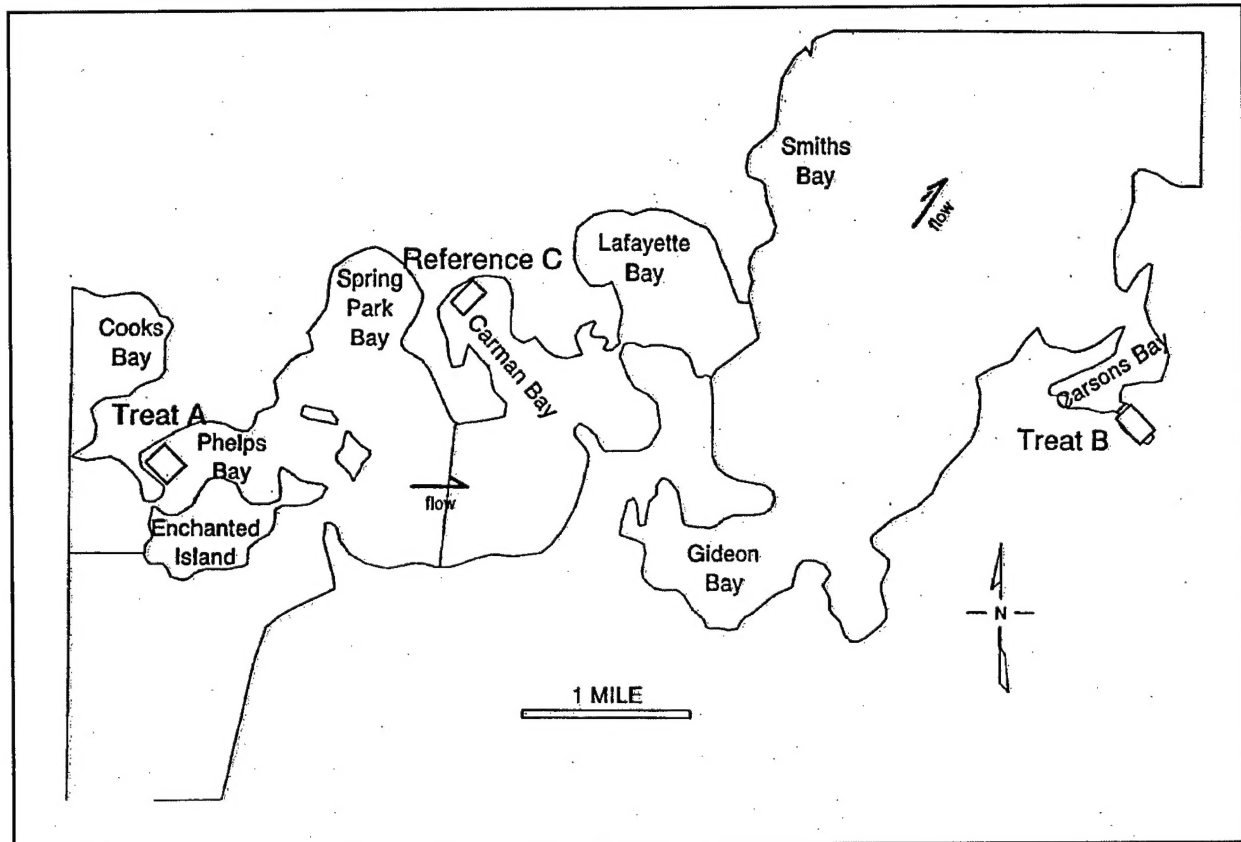 Smiths
Bay
flow
Lafayette
Bay
Reference C
Spring
Park
Bay
Carman Bay
Cooks
Bay
Carsons Bay
Treat A
Phelps
Bay
Treat B
flow
Enchanted
Island
Gideon
Bay
N
1 MILE